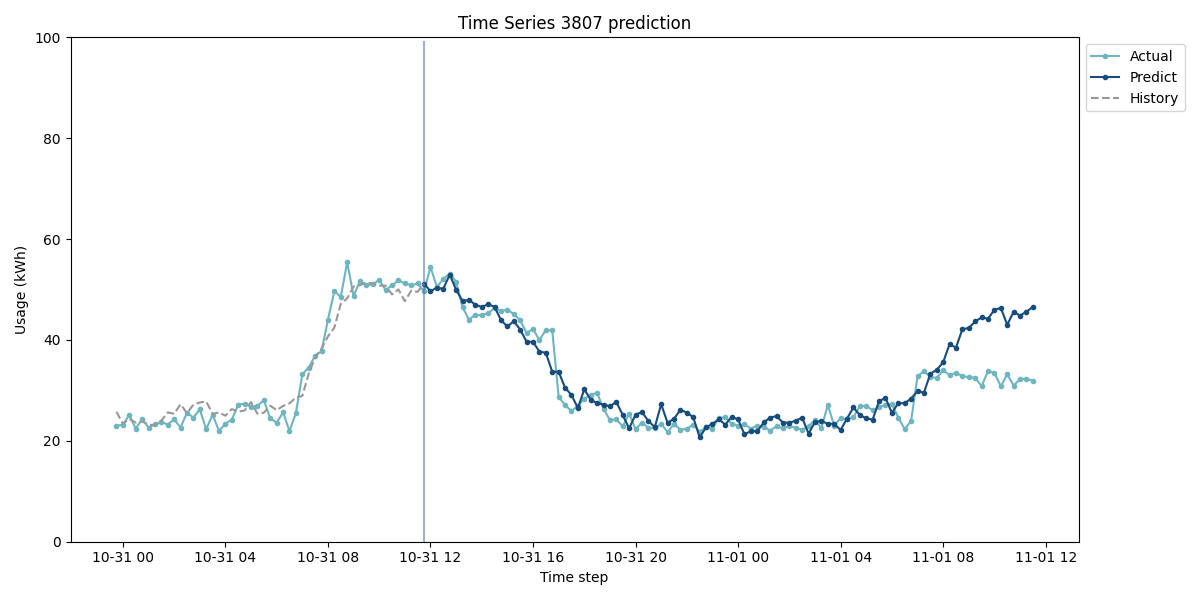 Time Series 3807 prediction
100
80
60
40
20
0
Usage (kWh)
10-31 00
10-31 04
10-31 08
10-31 12
10-31 16
10-31 20
11-01 00
11-01 04
11-01 08
11-01 12
Time step
Actual
Predict
History